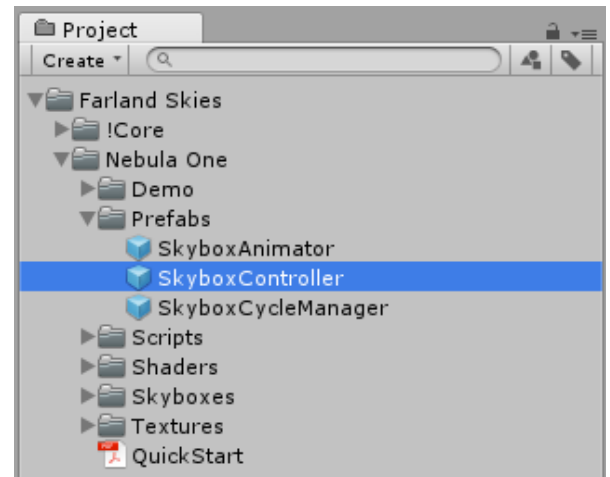 Project
Create
Farland Skies
!Core
Nebula One
Demo
Prefabs
SkyboxAnimator
SkyboxController
SkyboxCycleManager
Scripts
Shaders
Skyboxes
Textures
QuickStart